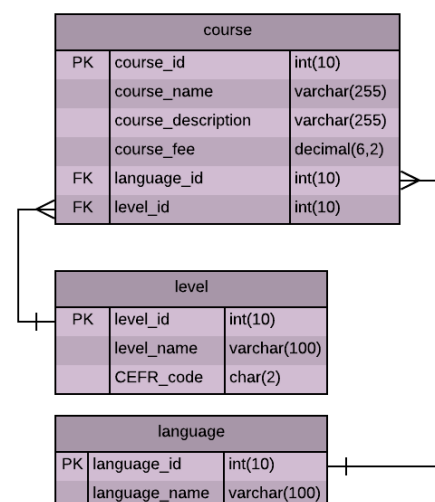 course
PK course_id int(10)
course_name varchar(255)
course_description varchar(255)
course_fee decimal(6,2)
FK language_id int(10)
FK level_id int(10)
level
PK level_id int(10)
level_name varchar(100)
CEFR_code char(2)
language
PK language_id int(10)
language_name varchar(100)